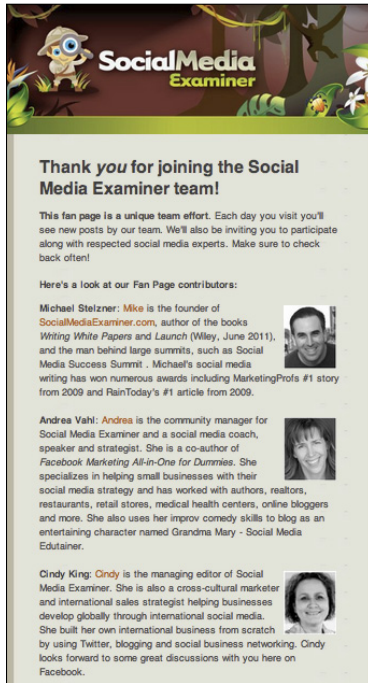 SocialMedia
Examiner
Thank you for joining the Social
Media Examiner team!
This fan page is a unique team effort. Each day you visit you'll
see new posts by our team. We'll also be inviting you to participate
along with respected social media experts. Make sure to check
back often!
Here's a look at our Fan Page contributors:
Michael Stelzner: Mike is the founder of
SocialMediaExaminer.com, author of the books
Writing White Papers and Launch (Wiley, June 2011),
and the man behind large summits, such as Social
Media Success Summit . Michael's social media
writing has won numerous awards including MarketingProfs #1 story
from 2009 and RainToday's #1 article from 2009.
Andrea Vahl: Andrea is the community manager for
Social Media Examiner and a social media coach,
speaker and strategist. She is a co-author of
Facebook Marketing All-in-One for Dummies. She
specializes in helping small businesses with their
social media strategy and has worked with authors, realtors,
restaurants, retail stores, medical health centers, online bloggers
and more. She also uses her improv comedy skills to blog as an
entertaining character named Grandma Mary - Social Media
Edutainer.
Cindy King: Cindy is the managing editor of Social
Media Examiner. She is also a cross-cultural marketer
and international sales strategist helping businesses
develop globally through international social media.
She built her own international business from scratch
by using Twitter, blogging and social business networking. Cindy
looks forward to some great discussions with you here on
Facebook.